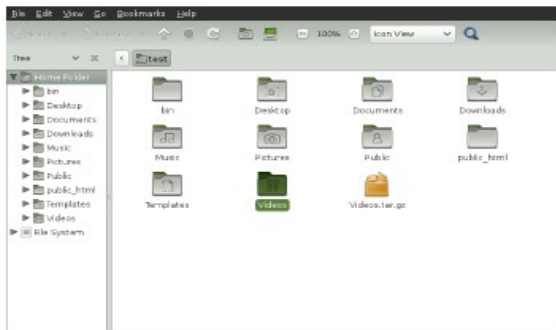 File Edit View Go Bookmarks Help
Back Forward 100% Icon View
Tree test
Home Folder
bin
Desktop
Documents
Downloads
Music
Pictures
Public
public_html
Templates
Videos
File System
bin Desktop Documents Downloads
Music Pictures Public public_html
Templates Videos Videos.tar.gz